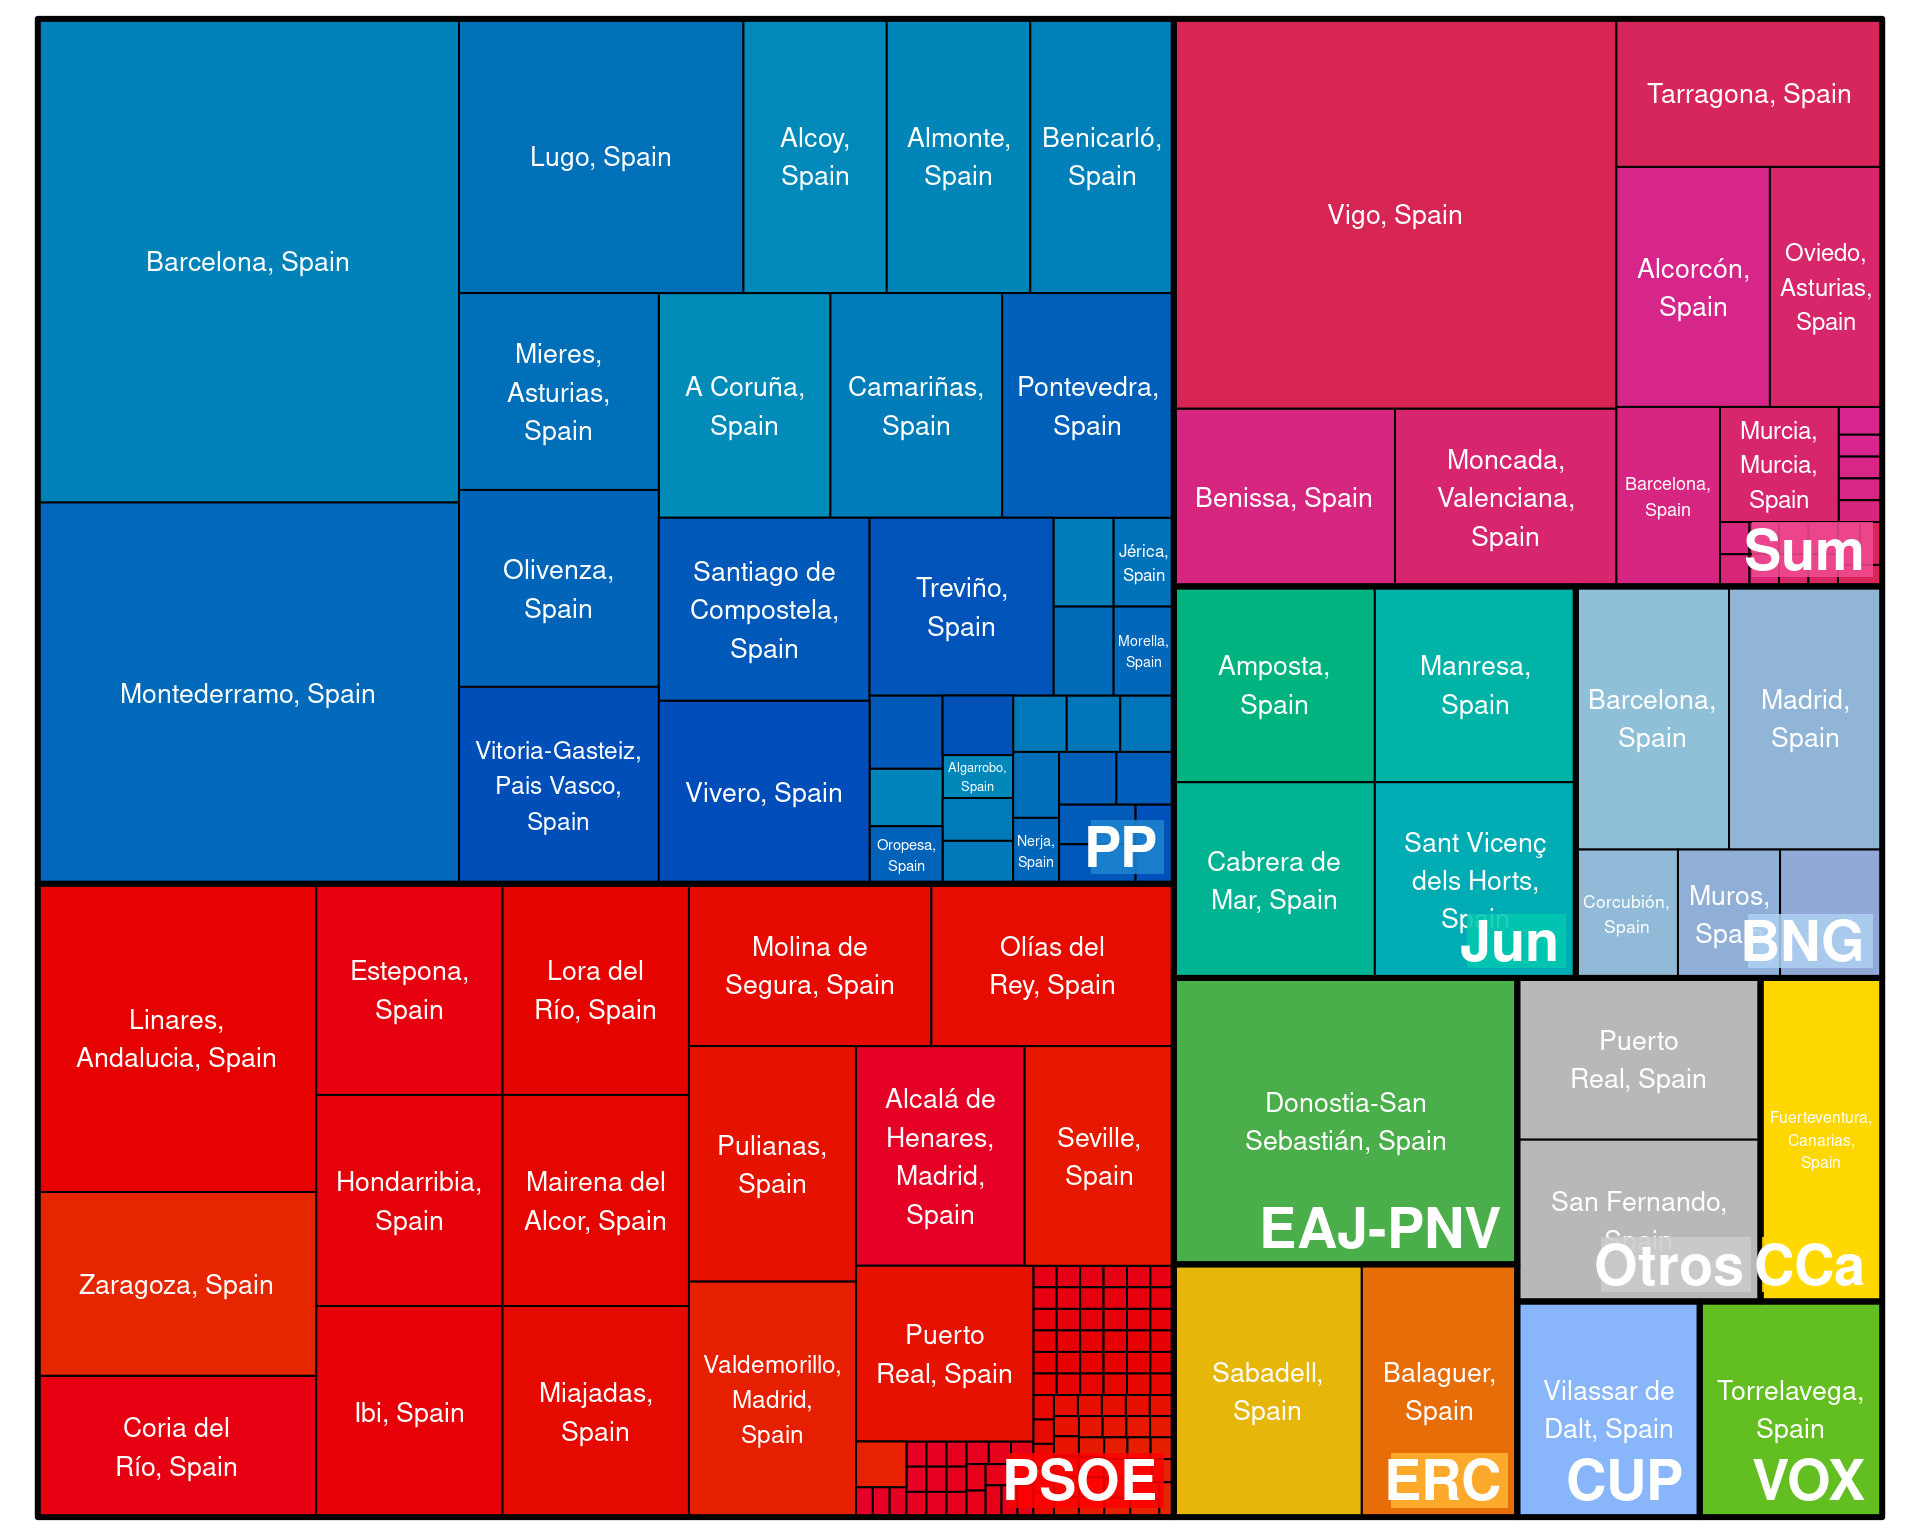 Barcelona, Spain
Lugo, Spain
Alcoy,
Spain
Almonte,
Spain
Benicarló,
Spain
Mieres,
Asturias,
Spain
A Coruña,
Spain
Camariñas,
Spain
Pontevedra,
Spain
Montederramo, Spain
Olivenza,
Spain
Santiago de
Compostela,
Spain
Treviño,
Spain
Jérica,
Spain
Morella,
Spain
Vitoria-Gasteiz,
Pais Vasco,
Spain
Vivero, Spain
Algarrobo,
Spain
Oropesa,
Spain
Nerja,
Spain
PP
Vigo, Spain
Tarragona, Spain
Alcorcón,
Spain
Oviedo,
Asturias,
Spain
Benissa, Spain
Moncada,
Valenciana,
Spain
Barcelona,
Spain
Murcia,
Murcia,
Spain
Sum
Amposta,
Spain
Manresa,
Spain
Cabrera de
Mar, Spain
Sant Vicenç
dels Horts,
Spain
Jun
Barcelona,
Spain
Madrid,
Spain
Corcubión,
Spain
Muros,
Spain
BNG
Linares,
Andalucia, Spain
Estepona,
Spain
Lora del
Río, Spain
Molina de
Segura, Spain
Olías del
Rey, Spain
Zaragoza, Spain
Hondarribia,
Spain
Mairena del
Alcor, Spain
Pulianas,
Spain
Alcalá de
Henares,
Madrid,
Spain
Seville,
Spain
Coria del
Río, Spain
Ibi, Spain
Miajadas,
Spain
Valdemorillo,
Madrid,
Spain
Puerto
Real, Spain
PSOE
Donostia-San
Sebastián, Spain
EAJ-PNV
Puerto
Real, Spain
San Fernando,
Spain
Otros
Fuerteventura,
Canarias,
Spain
CCa
Sabadell,
Spain
Balaguer,
Spain
ERC
Vilassar de
Dalt, Spain
CUP
Torrelavega,
Spain
VOX